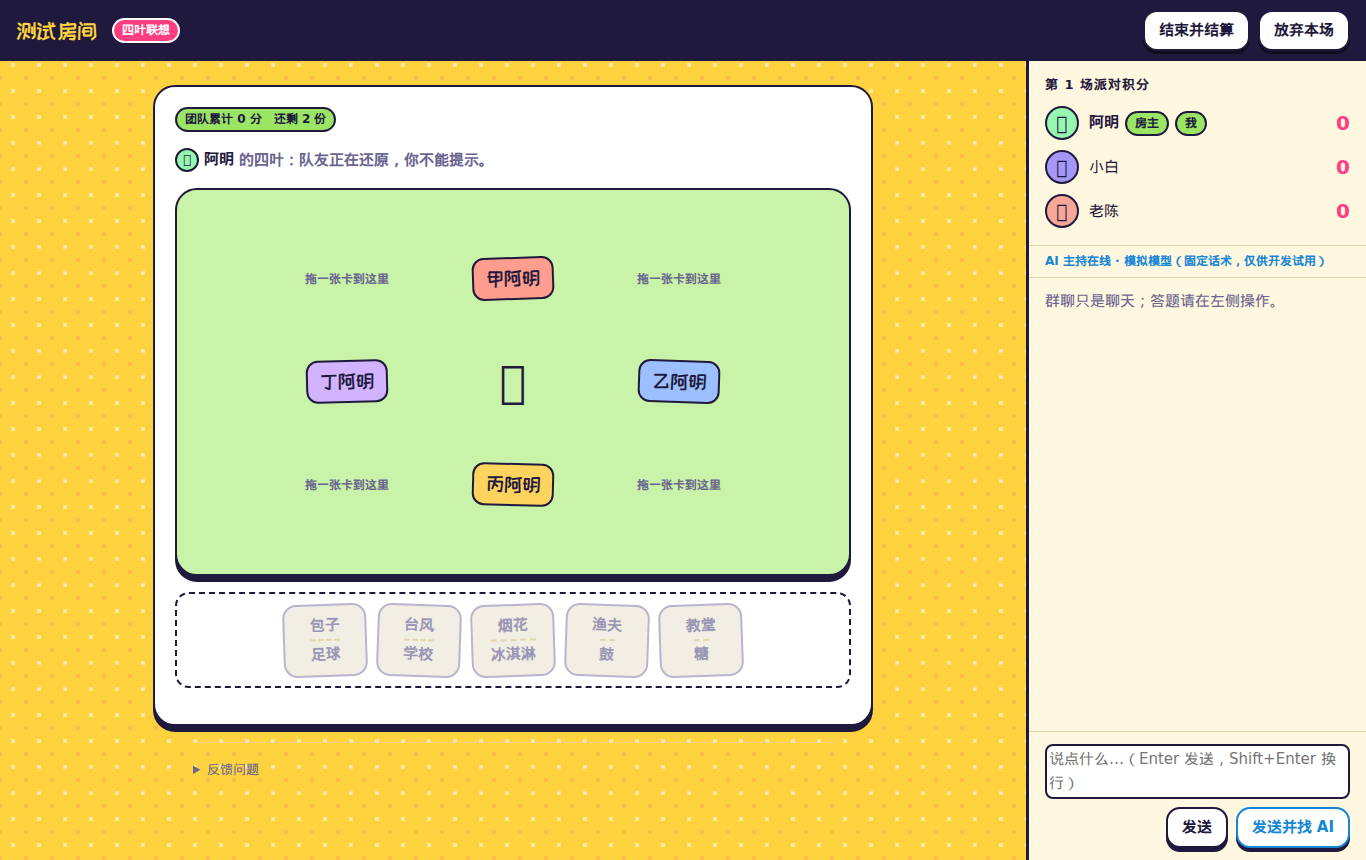 测试房间 四叶联想 结束并结算 放弃本场
团队累计 0 分 还剩 2 份
阿明 的四叶：队友正在还原，你不能提示。
拖一张卡到这里 甲阿明 拖一张卡到这里
丁阿明 乙阿明
拖一张卡到这里 丙阿明 拖一张卡到这里
包子 台风 烟花 渔夫 教堂
足球 学校 冰淇淋 鼓 糖
反馈问题
第 1 场派对积分
阿明 房主 我 0
小白 0
老陈 0
AI 主持在线 · 模拟模型（固定话术，仅供开发试用）
群聊只是聊天；答题请在左侧操作。
说点什么…（Enter 发送，Shift+Enter 换
行）
发送 发送并找 AI